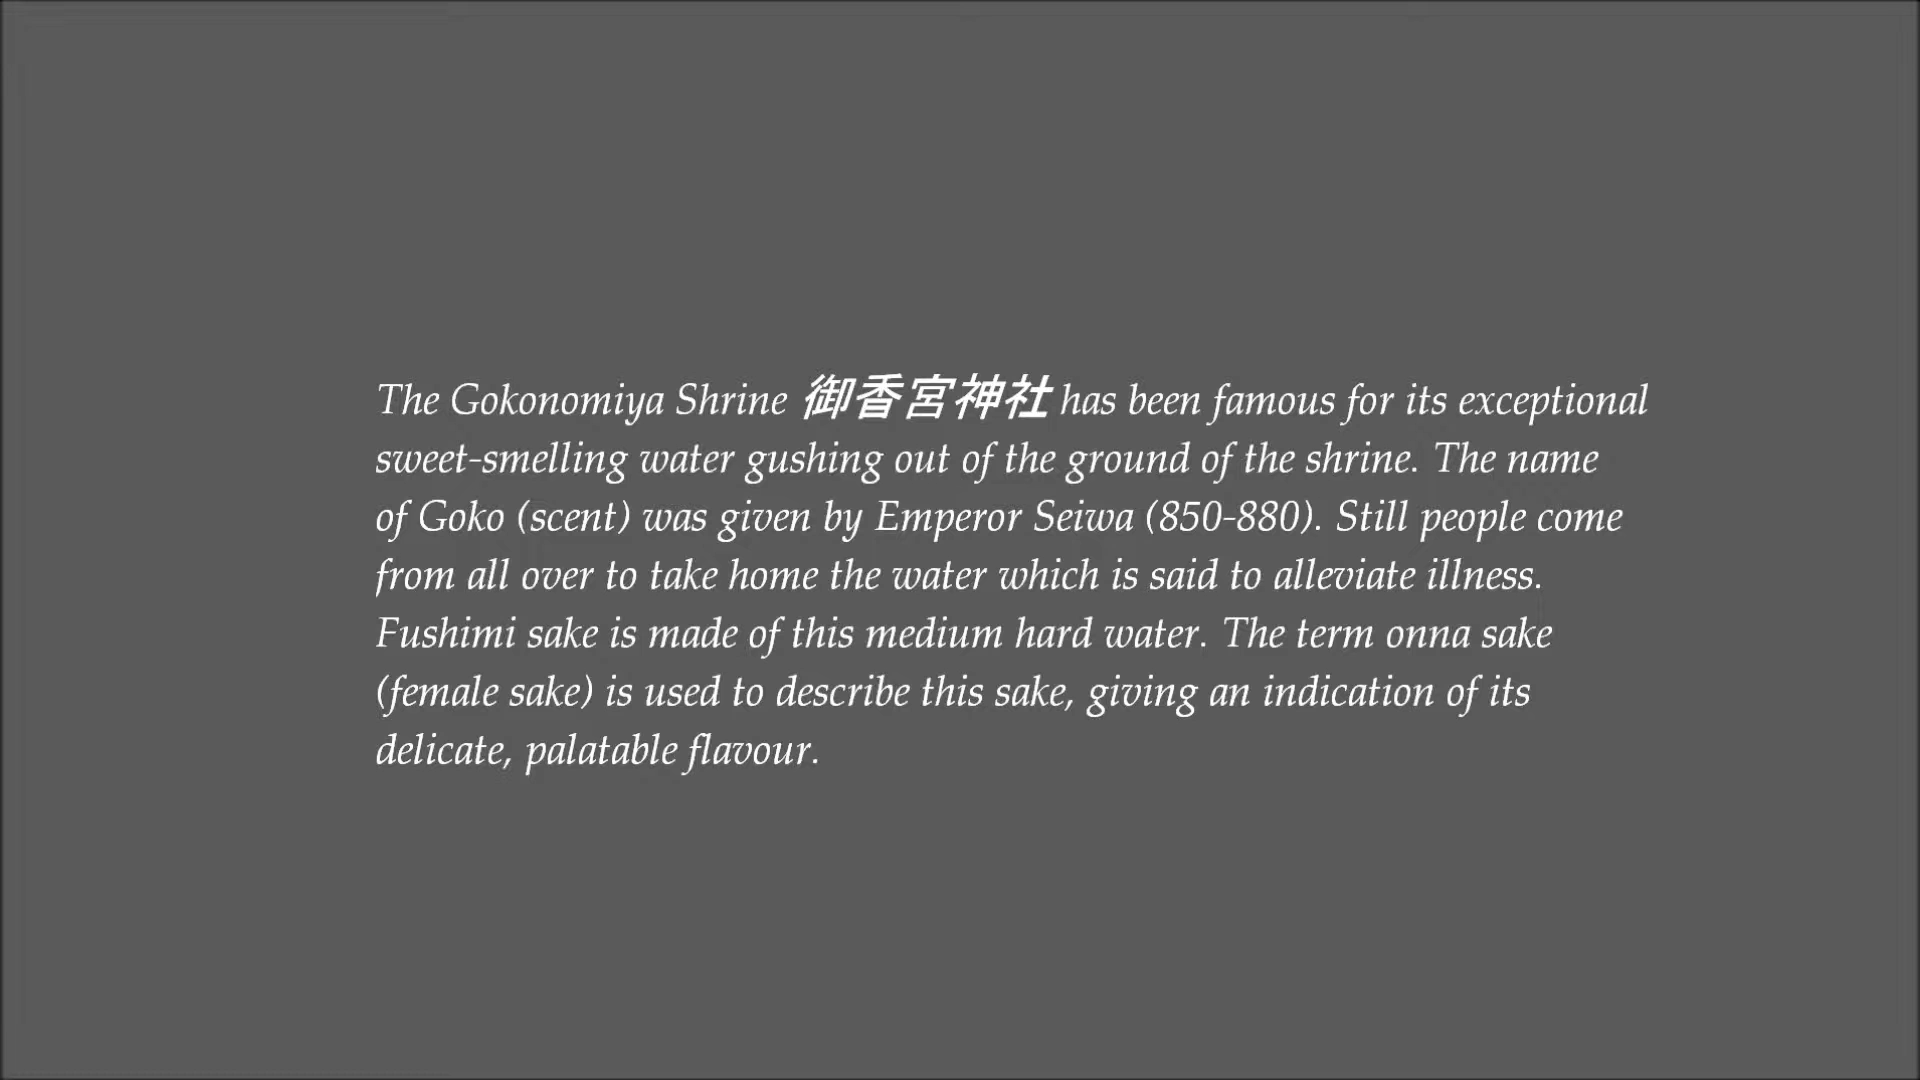 The Gokonomiya Shrine 御香宮神社 has been famous for its exceptional
sweet-smelling water gushing out of the ground of the shrine. The name
of Goko (scent) was given by Emperor Seiwa (850-880). Still people come
from all over to take home the water which is said to alleviate illness.
Fushimi sake is made of this medium hard water. The term onna sake
(female sake) is used to describe this sake, giving an indication of its
delicate, palatable flavour.